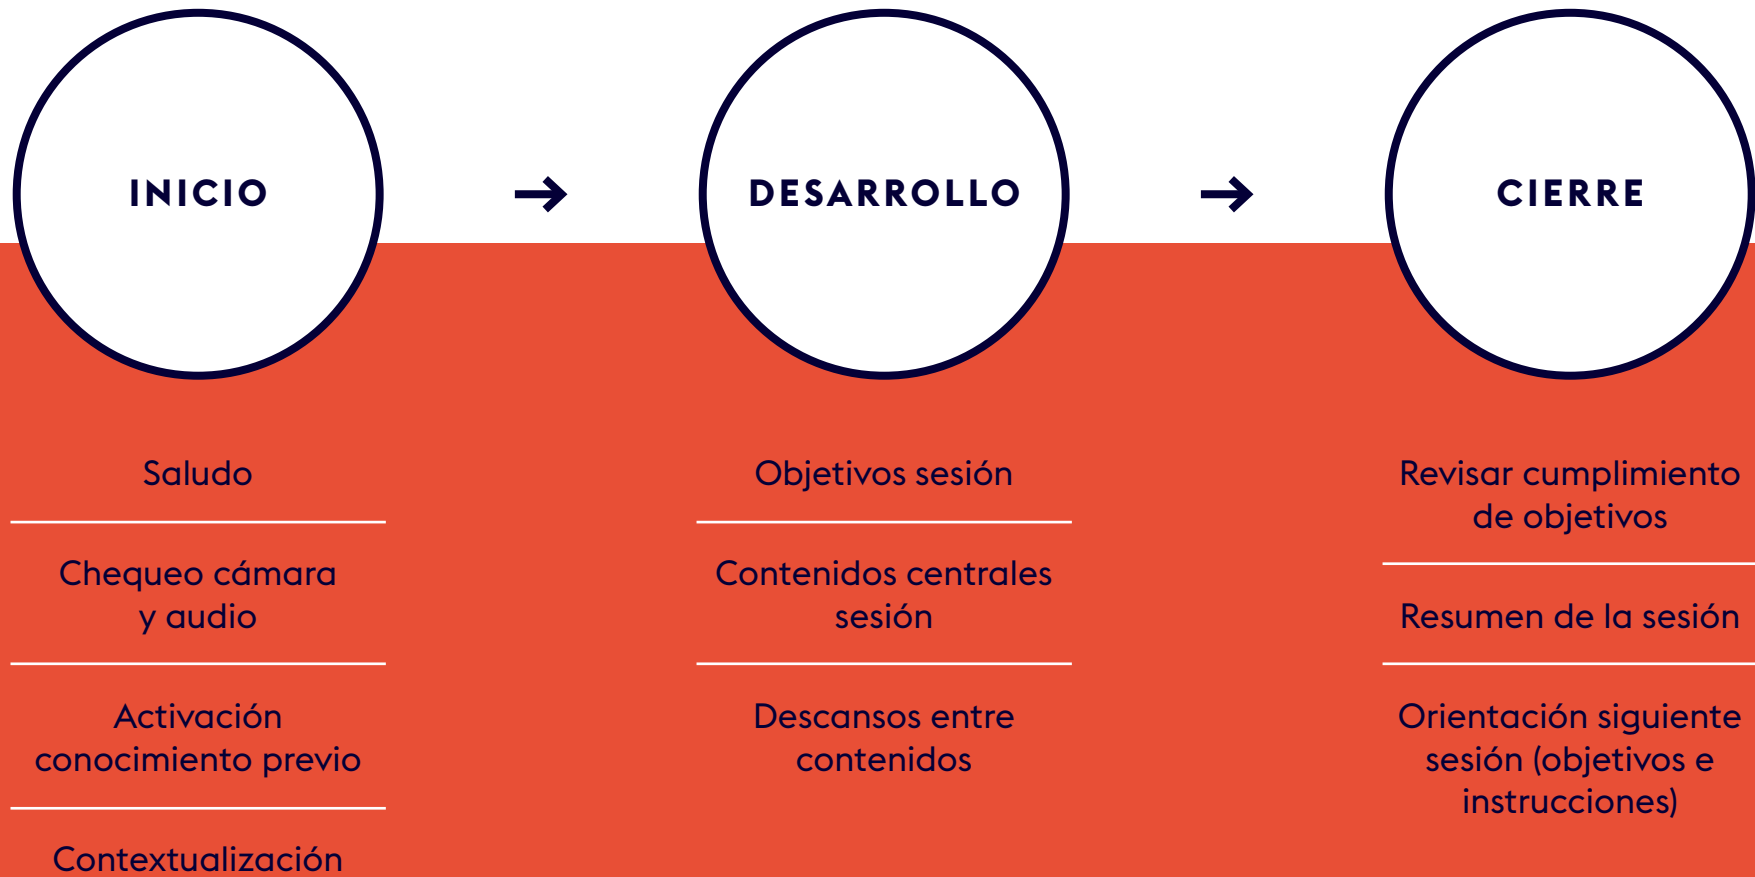 INICIO
→
DESARROLLO
→
CIERRE
Saludo
Chequeo cámara
y audio
Activación
conocimiento previo
Contextualización
Objetivos sesión
Contenidos centrales
sesión
Descansos entre
contenidos
Revisar cumplimiento
de objetivos
Resumen de la sesión
Orientación siguiente
sesión (objetivos e
instrucciones)